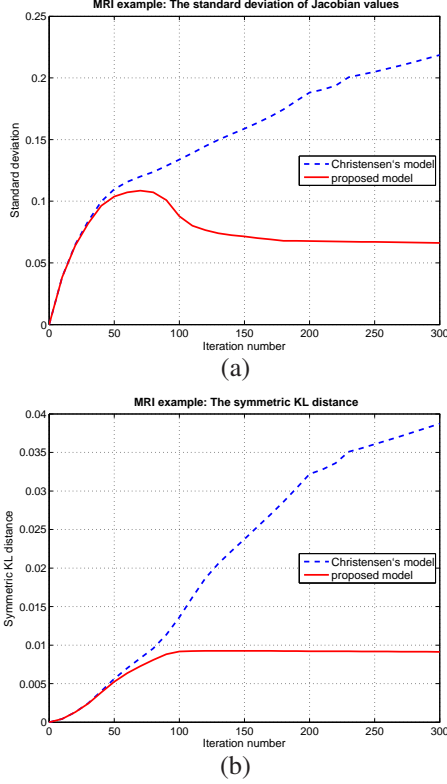 MRI example: The standard deviation of Jacobian values
0.25
0.2
0.15
0.1
0.05
0
Standard deviation
Christensen's model
proposed model
0 50 100 150 200 250 300
Iteration number
(a)
MRI example: The symmetric KL distance
0.04
0.035
0.03
0.025
0.02
0.015
0.01
0.005
0
Symmetric KL distance
Christensen's model
proposed model
0 50 100 150 200 250 300
Iteration number
(b)